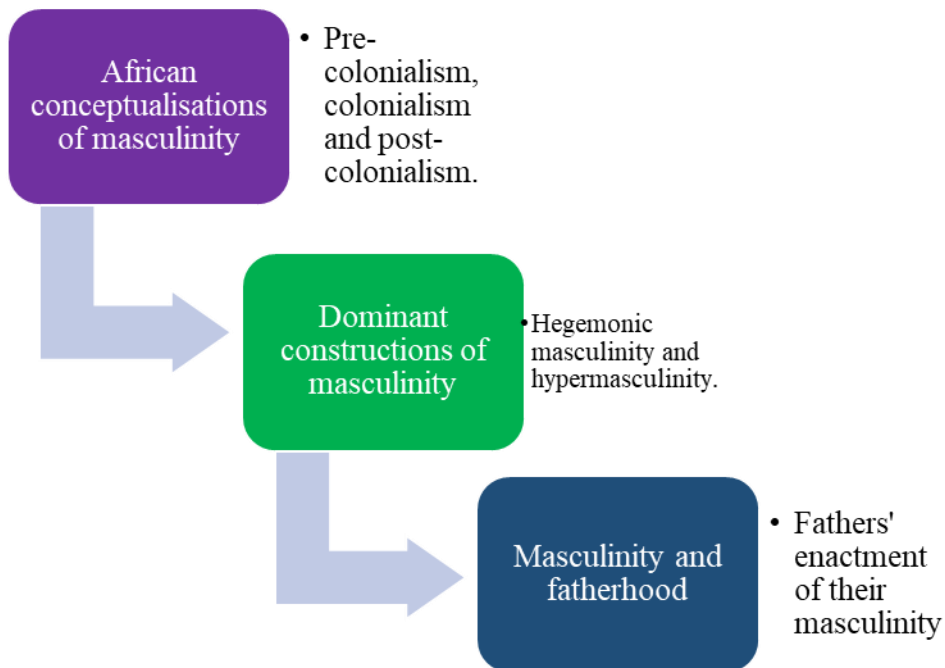 African
conceptualisations
of masculinity
• Pre-
colonialism,
colonialism
and post-
colonialism.
Dominant
constructions of
masculinity
•Hegemonic
masculinity and
hypermasculinity.
Masculinity and
fatherhood
• Fathers'
enactment
of their
masculinity